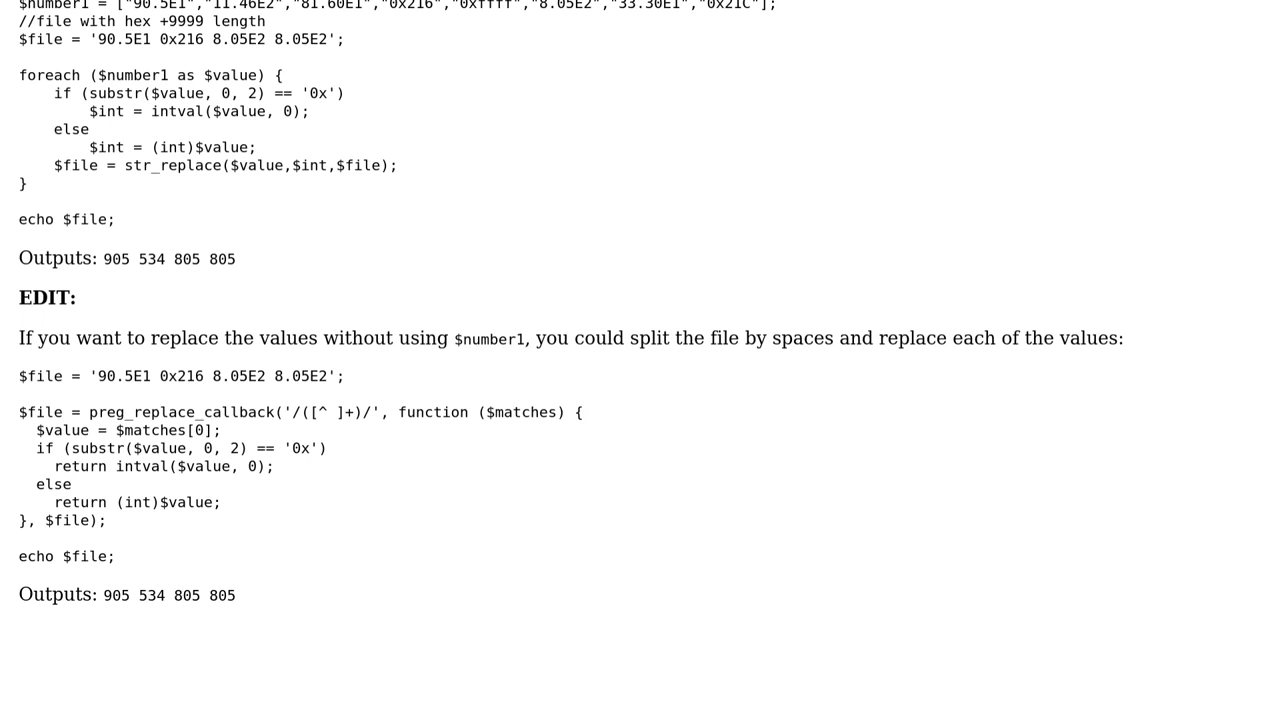 $number1 = ["90.5E1","11.46E2","81.60E1","0x216","0xffff","8.05E2","33.30E1","0x21C"];
//file with hex +9999 length
$file = '90.5E1 0x216 8.05E2 8.05E2';
foreach ($number1 as $value) {
    if (substr($value, 0, 2) == '0x')
        $int = intval($value, 0);
    else
        $int = (int)$value;
    $file = str_replace($value,$int,$file);
}
echo $file;
Outputs: 905 534 805 805
EDIT:
If you want to replace the values without using $number1, you could split the file by spaces and replace each of the values:
$file = '90.5E1 0x216 8.05E2 8.05E2';
$file = preg_replace_callback('/([^ ]+)/', function ($matches) {
  $value = $matches[0];
  if (substr($value, 0, 2) == '0x')
    return intval($value, 0);
  else
    return (int)$value;
}, $file);
echo $file;
Outputs: 905 534 805 805